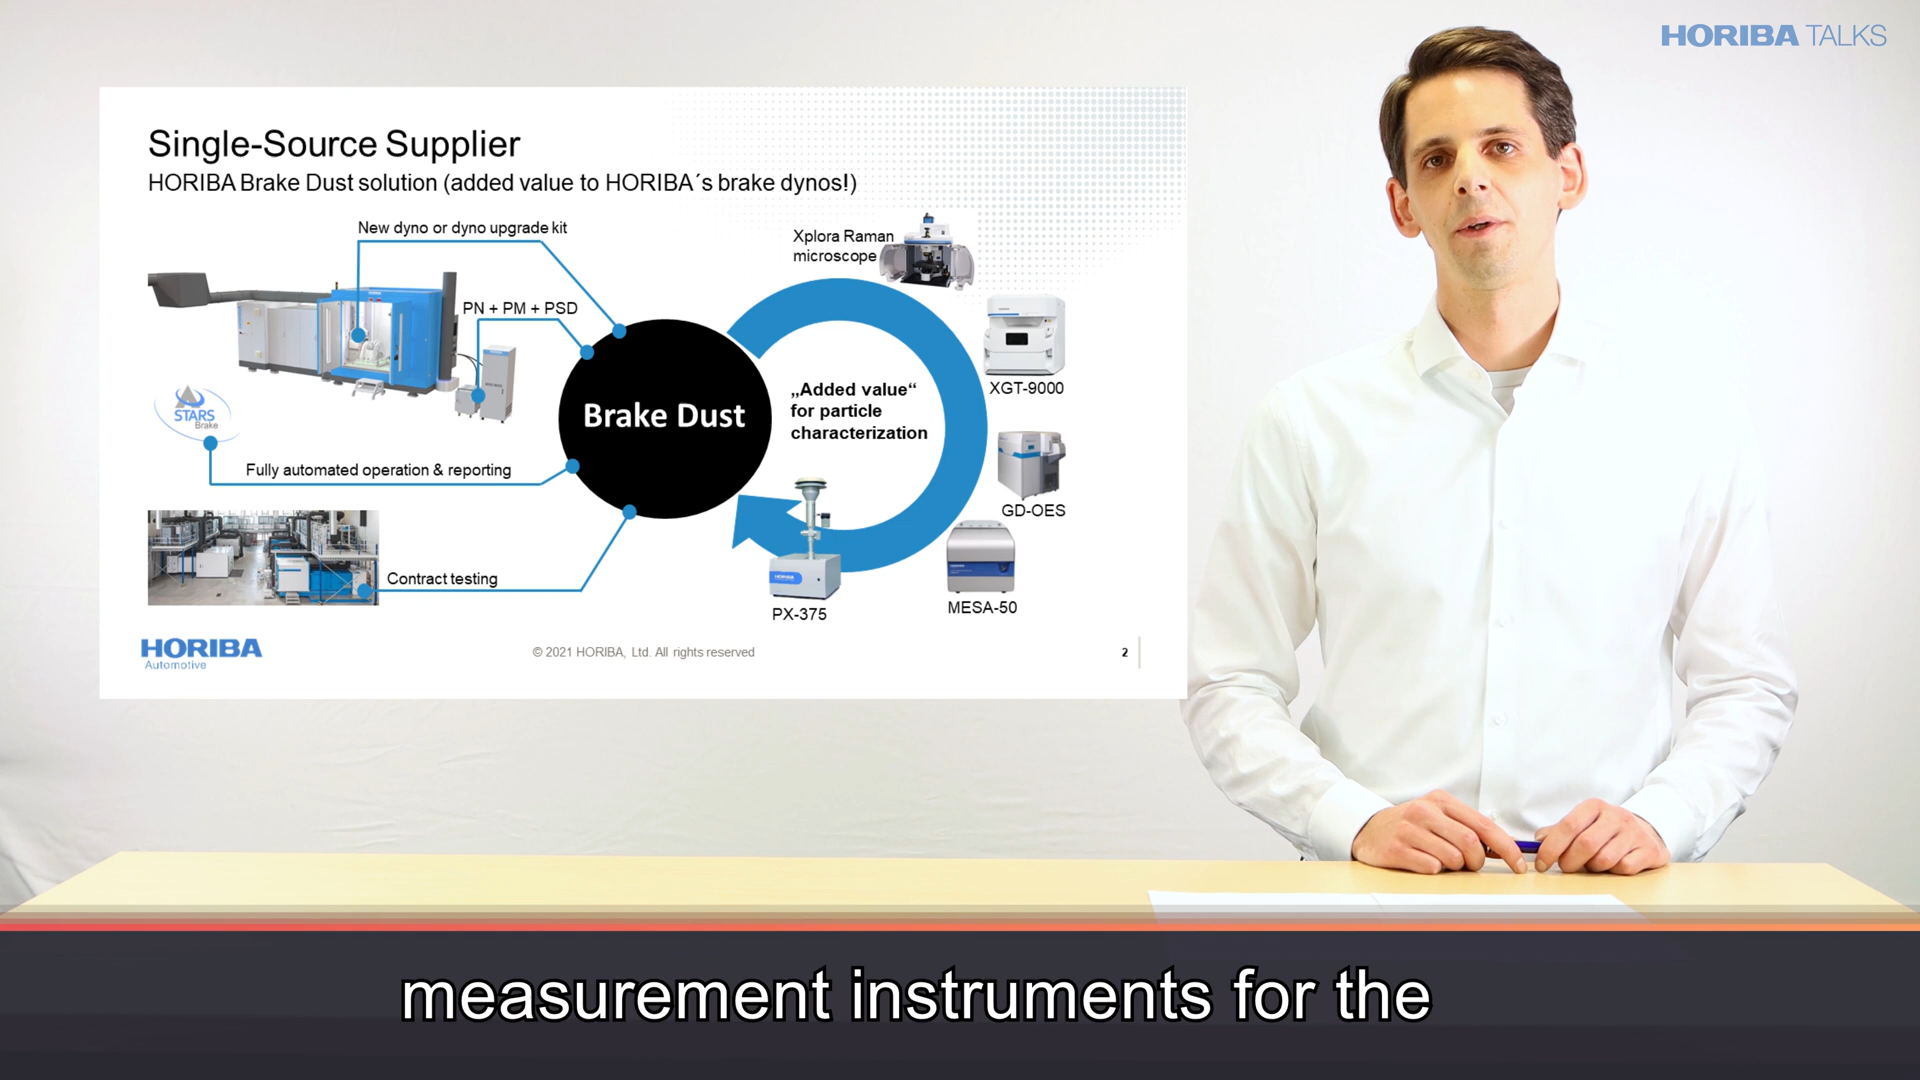 HORIBA TALKS
Single-Source Supplier
HORIBA Brake Dust solution (added value to HORIBA´s brake dynos!)
New dyno or dyno upgrade kit
PN + PM + PSD
STARS
Brake
Fully automated operation & reporting
Contract testing
Brake Dust
„Added value“
for particle
characterization
Xplora Raman
microscope
XGT-9000
GD-OES
MESA-50
HORIBA
PX-375
HORIBA
Automotive
© 2021 HORIBA, Ltd. All rights reserved
2
measurement instruments for the